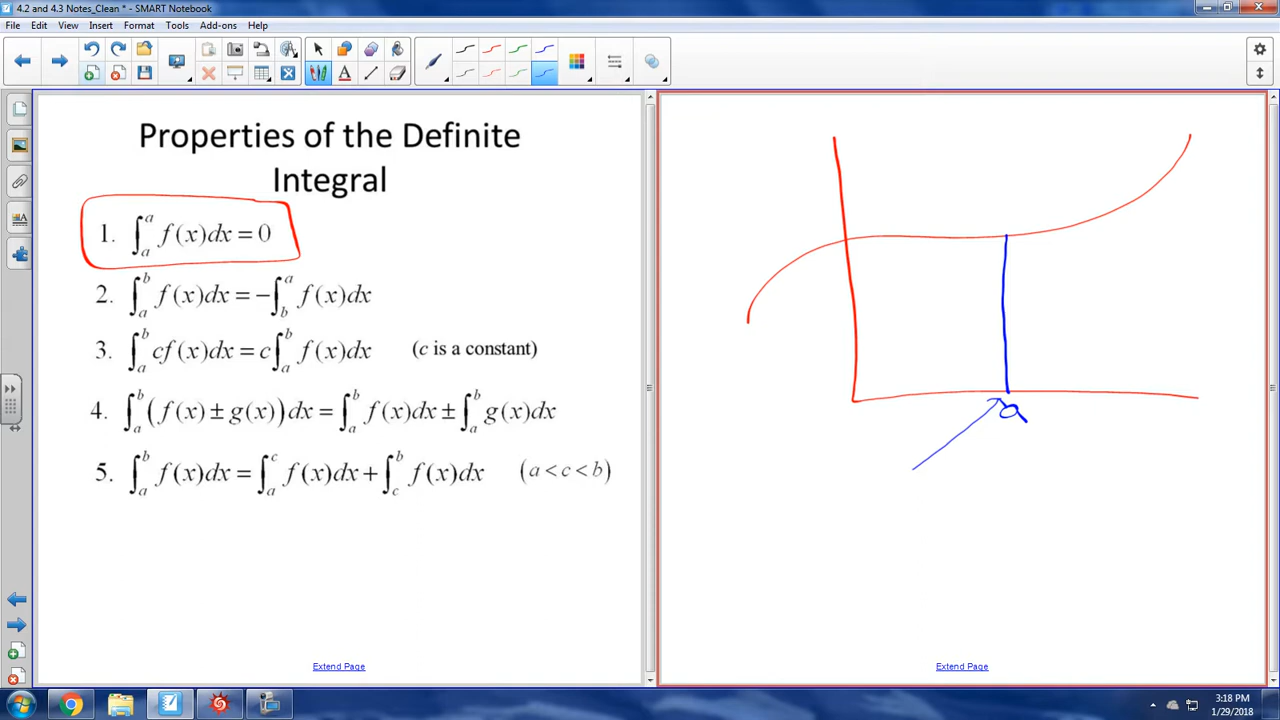 4.2 and 4.3 Notes_Clean * - SMART Notebook
File Edit View Insert Format Tools Add-ons Help
Properties of the Definite
Integral
1. ∫_a^a f(x)dx = 0
2. ∫_a^b f(x)dx = −∫_b^a f(x)dx
3. ∫_a^b cf(x)dx = c∫_a^b f(x)dx (c is a constant)
4. ∫_a^b (f(x) ± g(x))dx = ∫_a^b f(x)dx ± ∫_a^b g(x)dx
5. ∫_a^b f(x)dx = ∫_a^c f(x)dx + ∫_c^b f(x)dx (a < c < b)
a
Extend Page
Extend Page
3:18 PM
1/29/2018